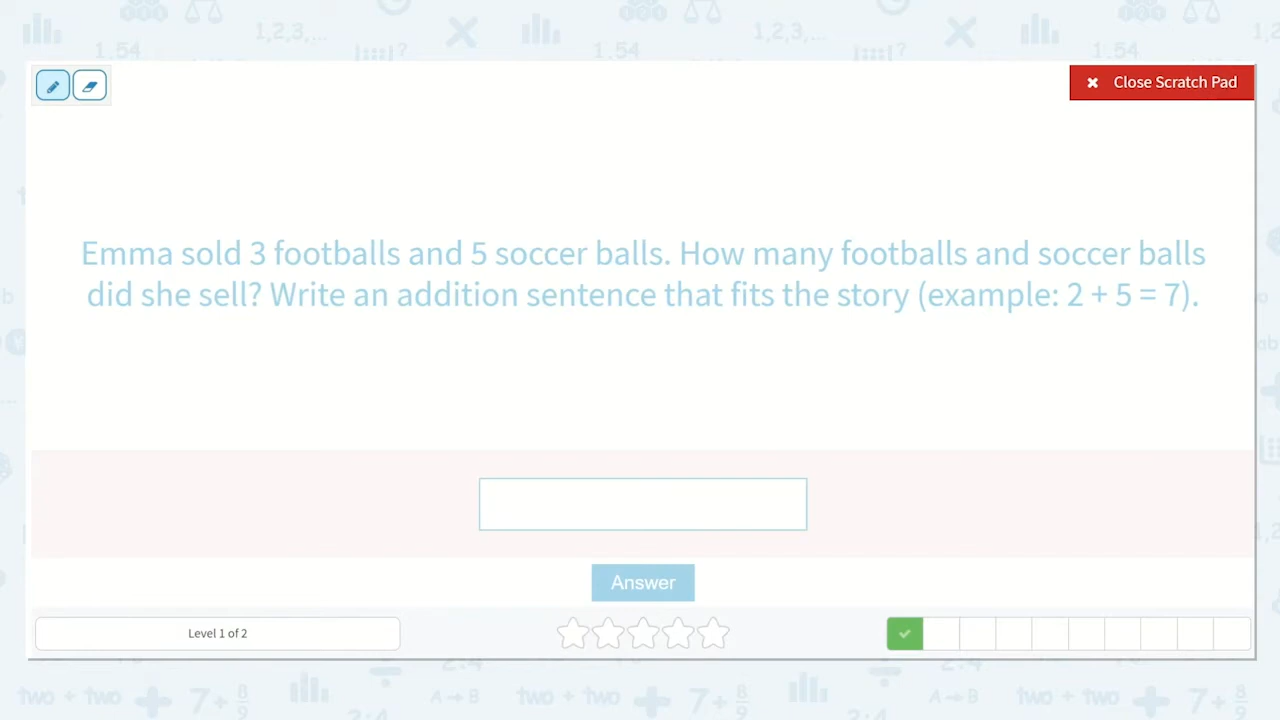 Close Scratch Pad
Emma sold 3 footballs and 5 soccer balls. How many footballs and soccer balls
did she sell? Write an addition sentence that fits the story (example: 2 + 5 = 7).
Answer
Level 1 of 2